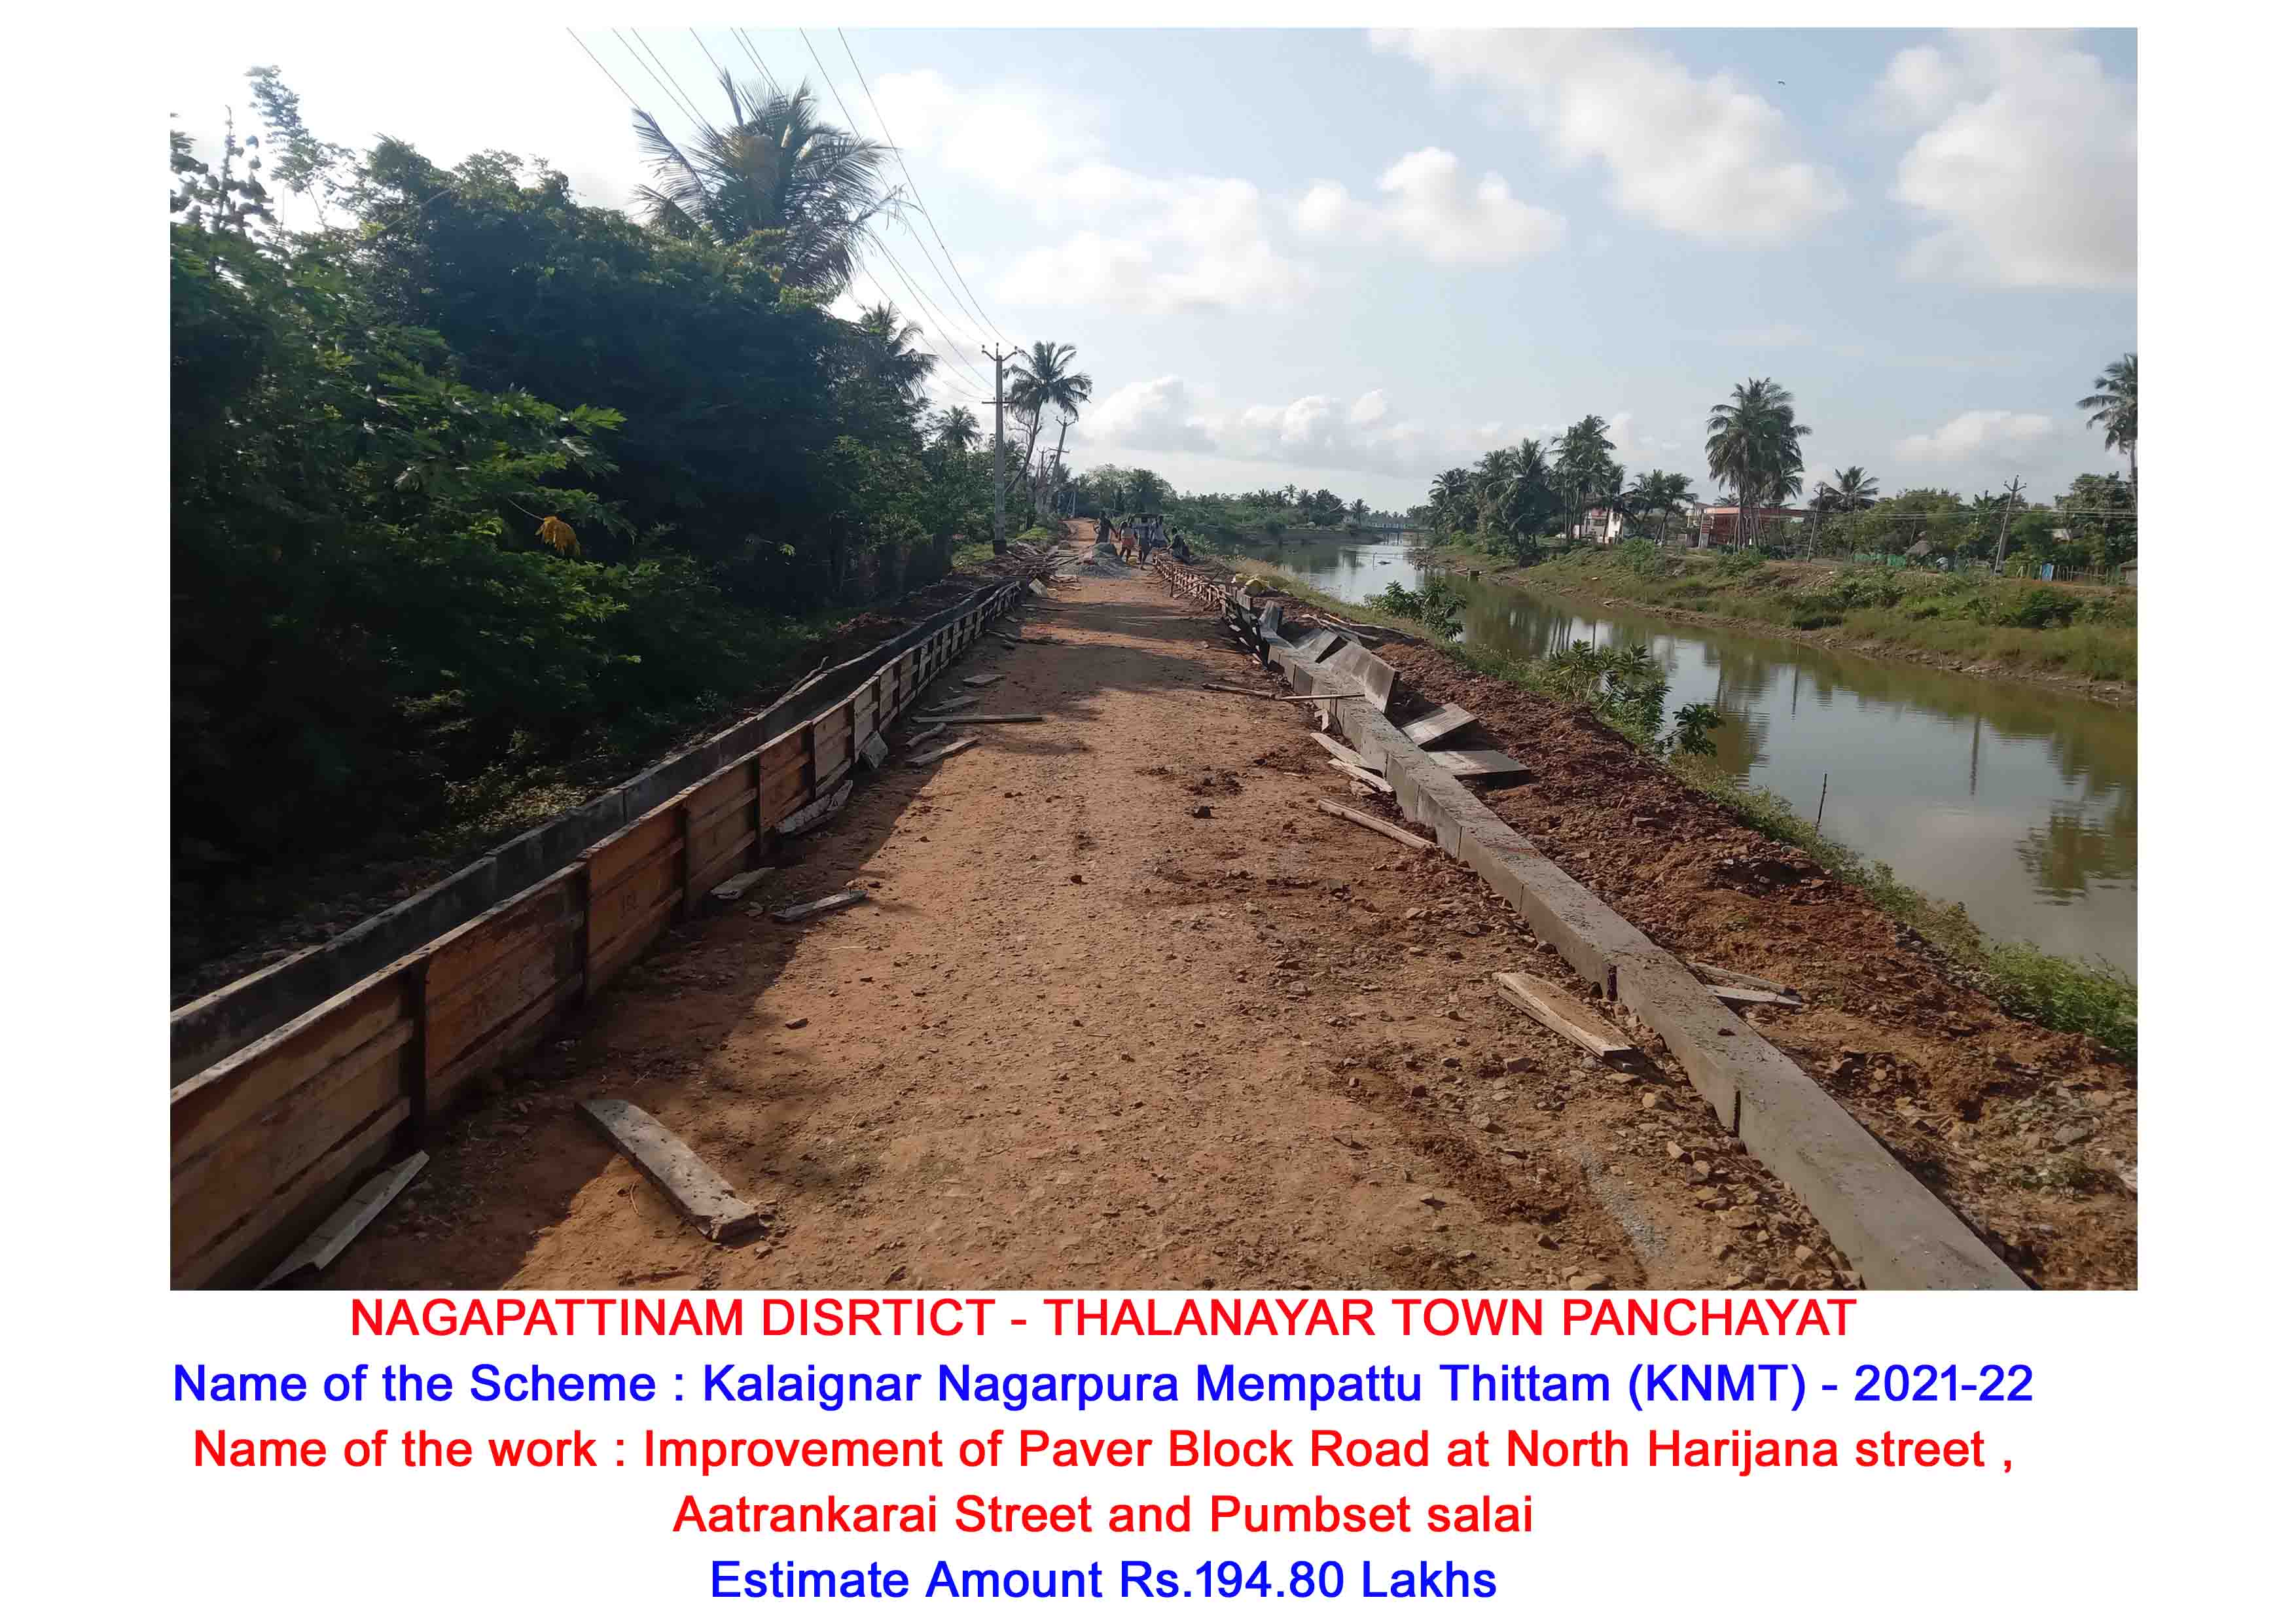 NAGAPATTINAM DISRTICT - THALANAYAR TOWN PANCHAYAT
Name of the Scheme : Kalaignar Nagarpura Mempattu Thittam (KNMT) - 2021-22
Name of the work : Improvement of Paver Block Road at North Harijana street ,
Aatrankarai Street and Pumbset salai
Estimate Amount Rs.194.80 Lakhs